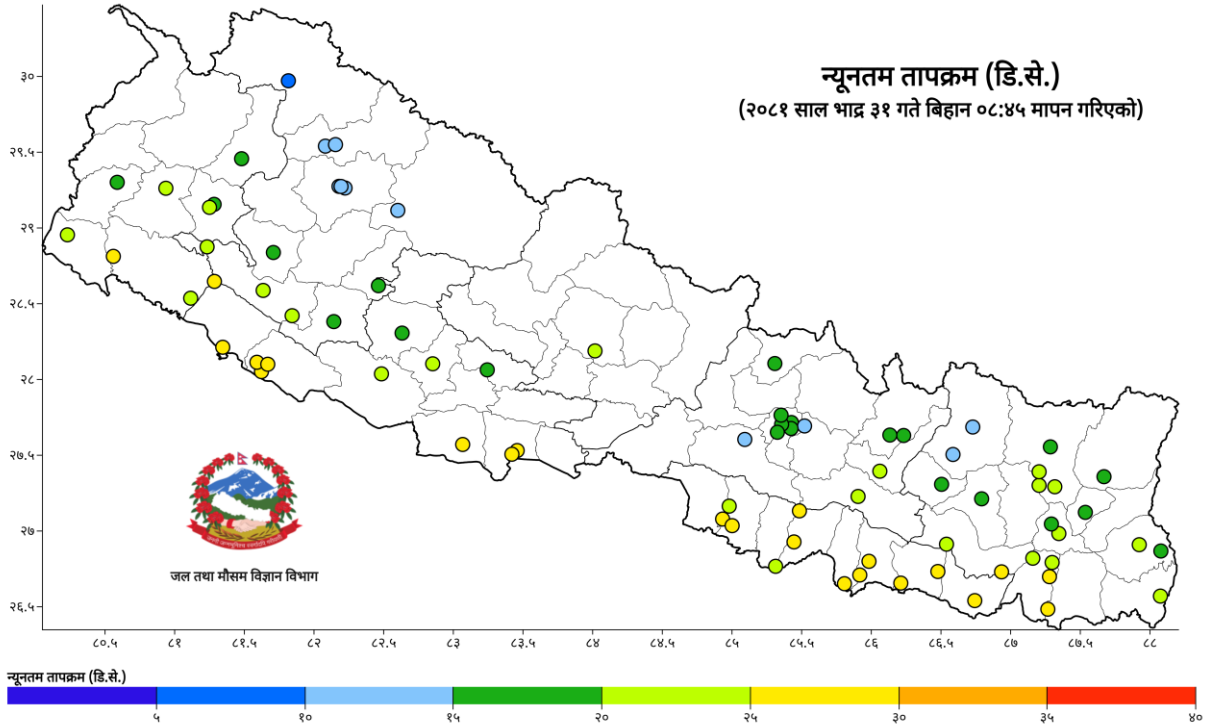 न्यूनतम तापक्रम (डि.से.)
(२०८१ साल भाद्र ३१ गते बिहान ०८:४५ मापन गरिएको)
३०
२९.५
२९
२८.५
२८
२७.५
२७
२६.५
जल तथा मौसम विज्ञान विभाग
८०.५ ८१ ८१.५ ८२ ८२.५ ८३ ८३.५ ८४ ८४.५ ८५ ८५.५ ८६ ८६.५ ८७ ८७.५ ८८
न्यूनतम तापक्रम (डि.से.)
५ १० १५ २० २५ ३० ३५ ४०